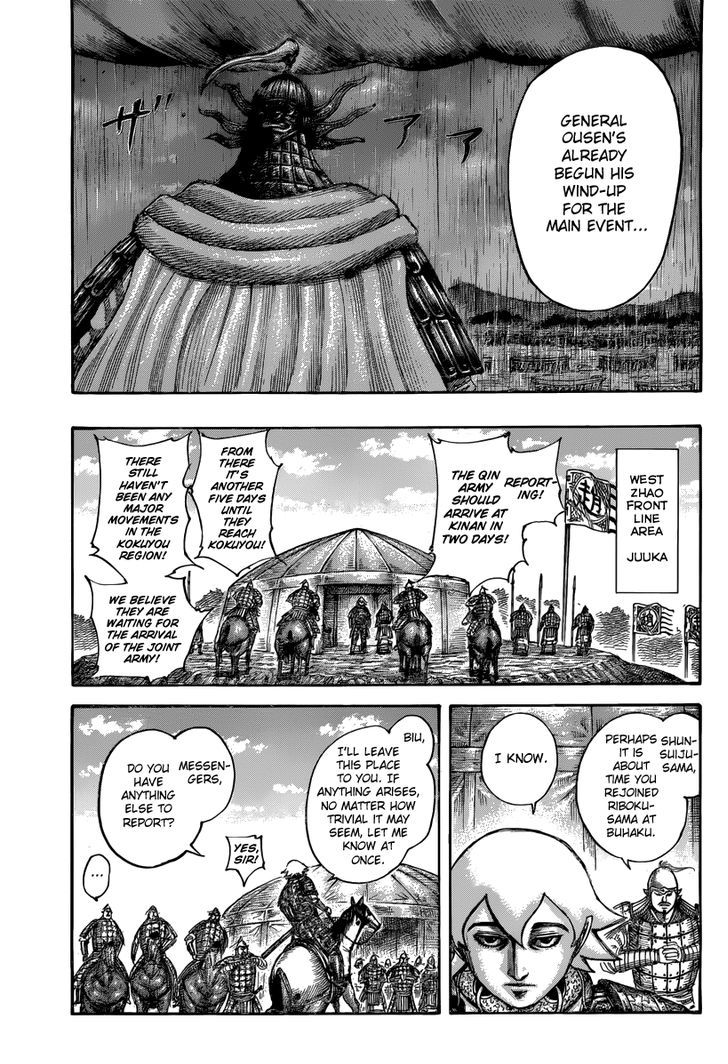 GENERAL
OUSEN'S
ALREADY
BEGUN HIS
WIND-UP
FOR THE
MAIN EVENT...
ザァァァ
WEST
ZHAO
FRONT
LINE
AREA
JUUKA
趙
REPORT-
ING!
THE QIN
ARMY
SHOULD
ARRIVE AT
KINAN IN
TWO DAYS!
FROM
THERE
IT'S
ANOTHER
FIVE DAYS
UNTIL
THEY
REACH
KOKUYOU!
THERE
STILL
HAVEN'T
BEEN ANY
MAJOR
MOVEMENTS
IN THE
KOKUYOU
REGION!
WE BELIEVE
THEY ARE
WAITING FOR
THE ARRIVAL
OF THE JOINT
ARMY!
SHUN-
SUIJU-
SAMA,
PERHAPS
IT IS
ABOUT
TIME YOU
REJOINED
RIBOKU-
SAMA AT
BUHAKU.
I KNOW.
BIU,
I'LL LEAVE
THIS PLACE
TO YOU. IF
ANYTHING ARISES,
NO MATTER HOW
TRIVIAL IT MAY
SEEM, LET ME
KNOW AT
ONCE.
YES,
SIR!
MESSEN-
GERS,
DO YOU
HAVE
ANYTHING
ELSE TO
REPORT?
...